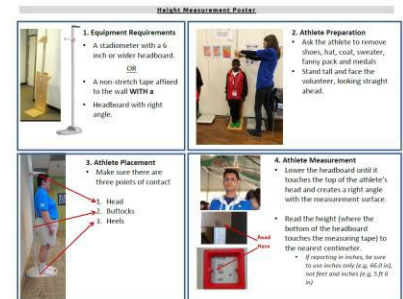 Height Measurement Poster
1. Equipment Requirements
• A stadiometer with a 6
inch or wider headboard.
OR
• A non-stretch tape affixed
to the wall WITH a
• Headboard with right
angle.
2. Athlete Preparation
• Ask the athlete to remove
shoes, hat, coat, sweater,
fanny pack and medals
• Stand tall and face the
volunteer, looking straight
ahead.
3. Athlete Placement
• Make sure there are
three points of contact
1. Head
2. Buttocks
3. Heels
4. Athlete Measurement
• Lower the headboard until it
touches the top of the athlete's
head and creates a right angle
with the measurement surface.
• Read the height (where the
bottom of the headboard
touches the measuring tape) to
the nearest centimeter.
• If reporting in inches, be sure
to use inches only (e.g, 66.0 in),
not feet and inches (e.g, 5 ft 6
in)
Read
Here